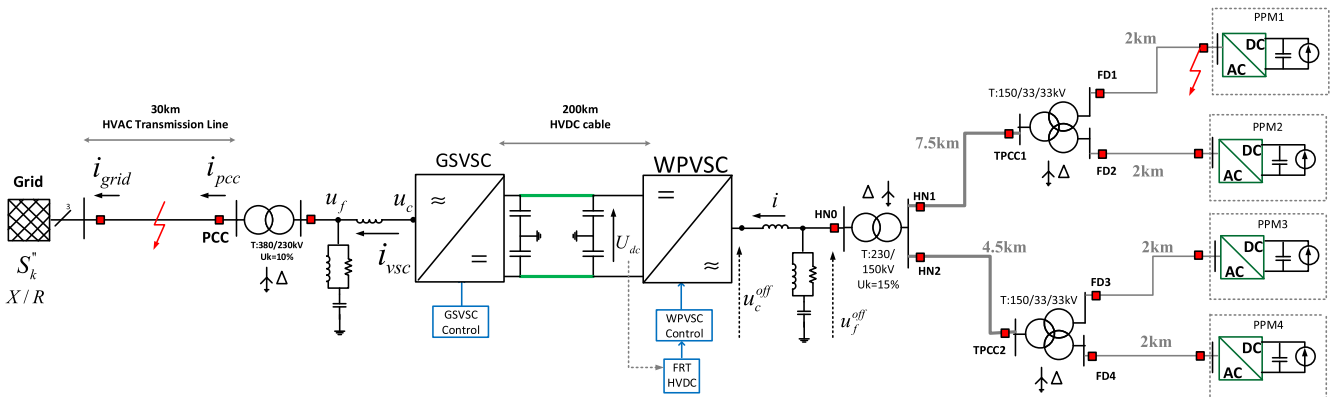 30km
HVAC Transmission Line
Grid
S_k^"
X / R
i_grid
3
i_pcc
PCC
T:380/230kV
Uk=10%
Δ
u_f
i_vsc
u_c
GSVSC
≈
=
GSVSC
Control
200km
HVDC cable
U_dc
WPVSC
=
≈
WPVSC
Control
FRT
HVDC
i
u_c^off
HN0
u_f^off
Δ
T:230/
150kV
Uk=15%
HN1
HN2
7.5km
4.5km
TPCC1
T:150/33/33kV
Δ
FD1
FD2
2km
2km
TPCC2
T:150/33/33kV
Δ
FD3
FD4
2km
2km
PPM1
DC
AC
PPM2
DC
AC
PPM3
DC
AC
PPM4
DC
AC